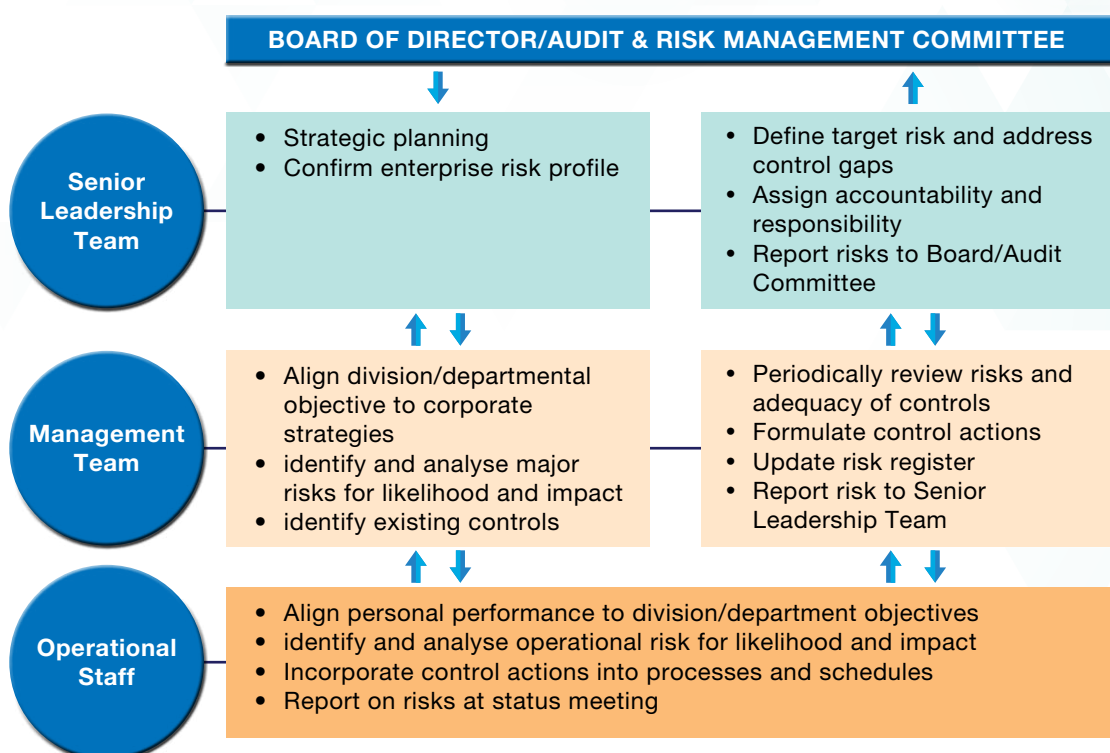 BOARD OF DIRECTOR/AUDIT & RISK MANAGEMENT COMMITTEE
Senior
Leadership
Team
• Strategic planning
• Confirm enterprise risk profile
• Define target risk and address
control gaps
• Assign accountability and
responsibility
• Report risks to Board/Audit
Committee
Management
Team
• Align division/departmental
objective to corporate
strategies
• identify and analyse major
risks for likelihood and impact
• identify existing controls
• Periodically review risks and
adequacy of controls
• Formulate control actions
• Update risk register
• Report risk to Senior
Leadership Team
Operational
Staff
• Align personal performance to division/department objectives
• identify and analyse operational risk for likelihood and impact
• Incorporate control actions into processes and schedules
• Report on risks at status meeting